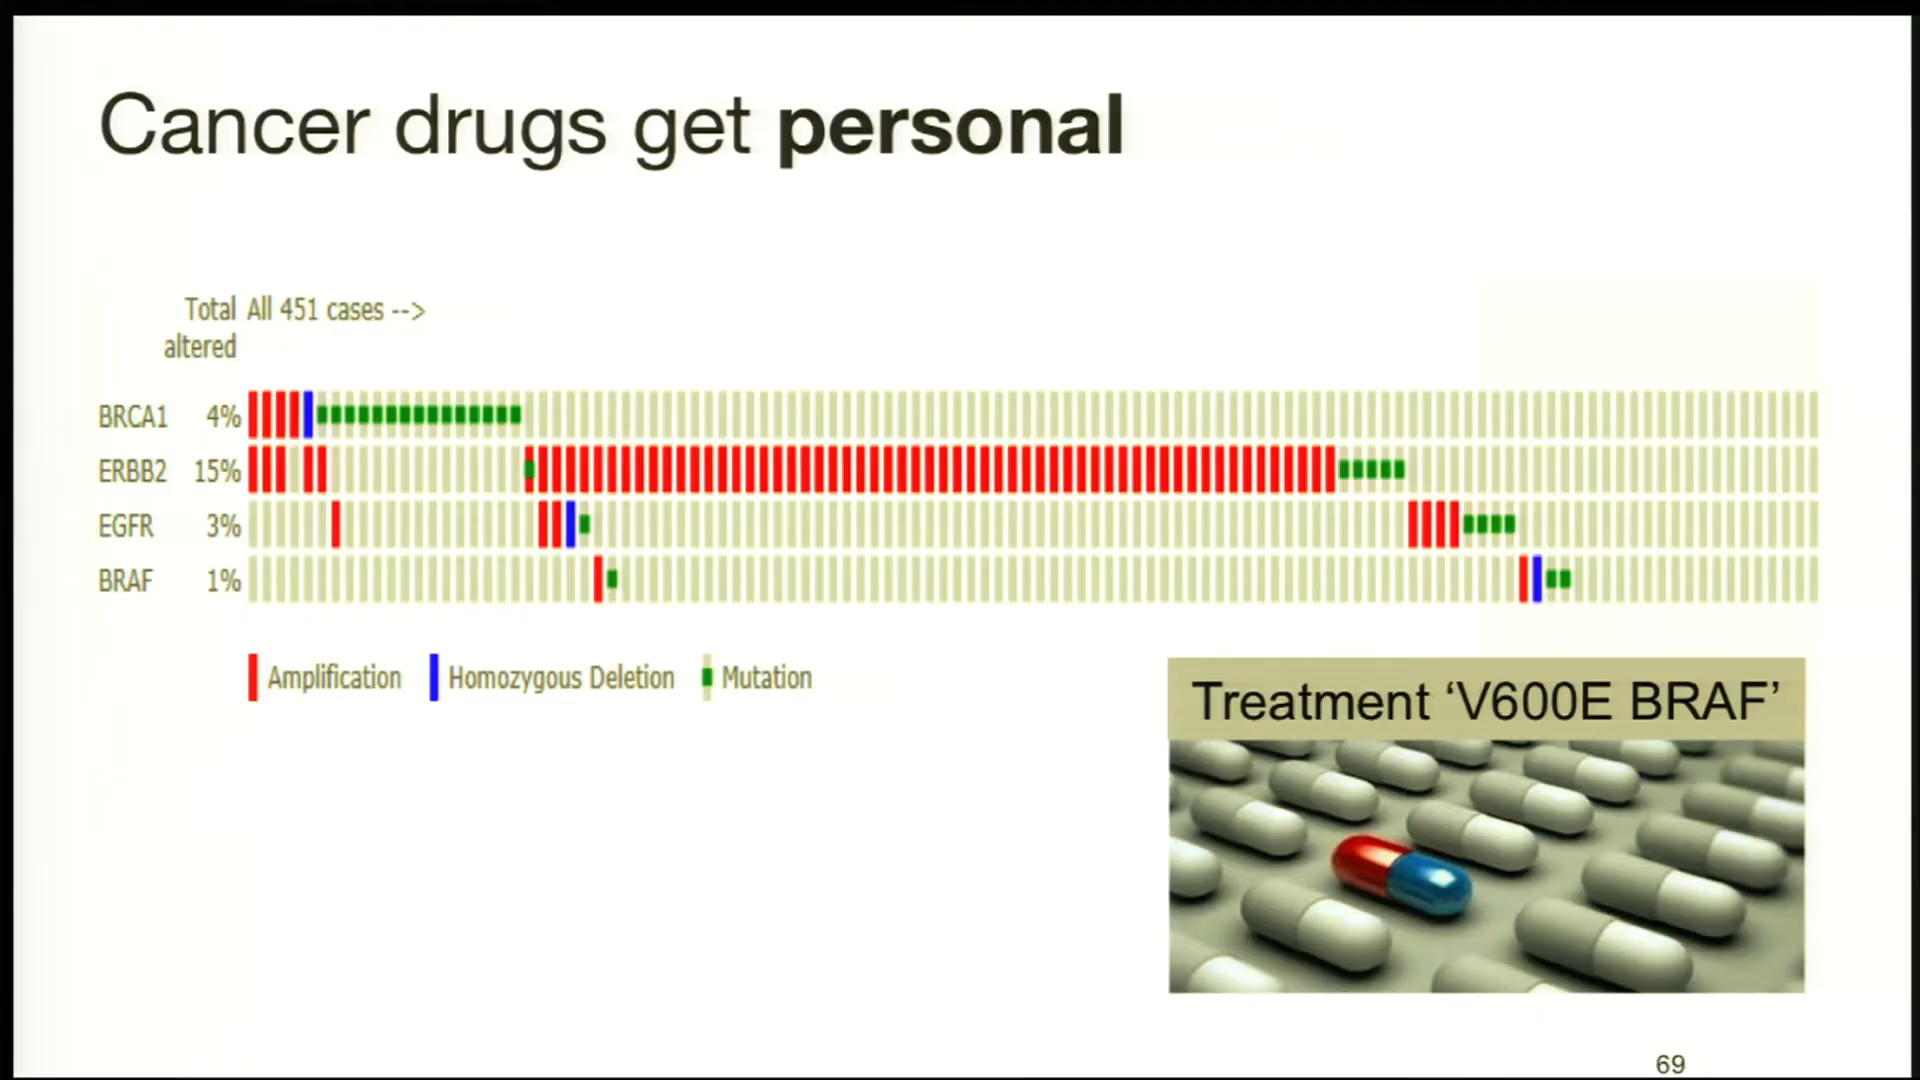 Cancer drugs get personal
Total All 451 cases -->
altered
BRCA1 4%
ERBB2 15%
EGFR 3%
BRAF 1%
Amplification Homozygous Deletion Mutation
Treatment ‘V600E BRAF’
69